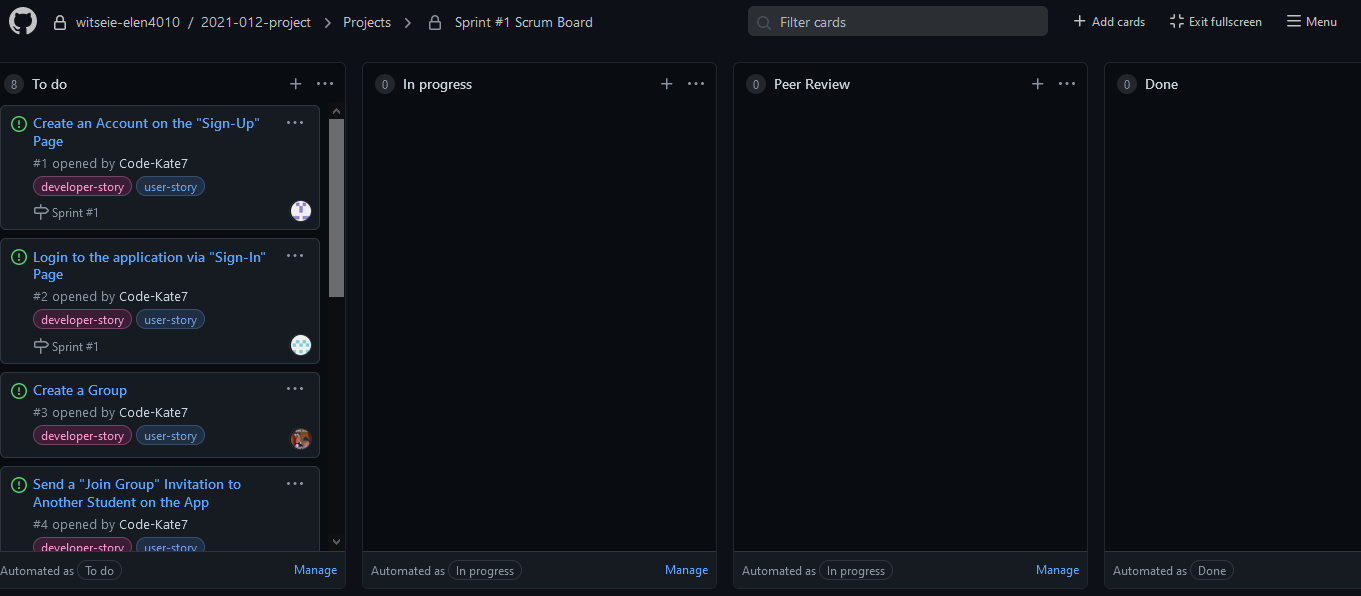 witseie-elen4010 / 2021-012-project > Projects > Sprint #1 Scrum Board
Filter cards
Add cards
Exit fullscreen
Menu
8 To do
Create an Account on the "Sign-Up"
Page
#1 opened by Code-Kate7
developer-story user-story
Sprint #1
Login to the application via "Sign-In"
Page
#2 opened by Code-Kate7
developer-story user-story
Sprint #1
Create a Group
#3 opened by Code-Kate7
developer-story user-story
Send a "Join Group" Invitation to
Another Student on the App
#4 opened by Code-Kate7
developer-story user-story
Automated as To do Manage
0 In progress
Automated as In progress Manage
0 Peer Review
Automated as In progress Manage
0 Done
Automated as Done